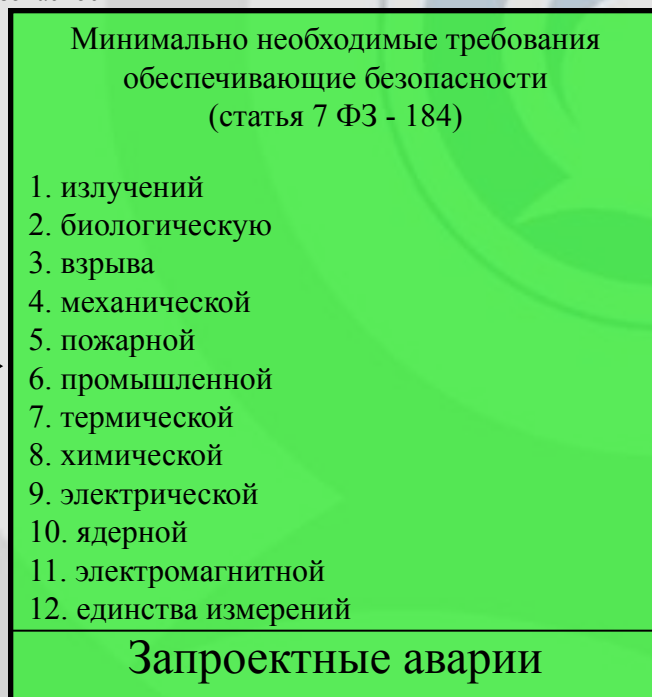 Минимально необходимые требования
обеспечивающие безопасности
(статья 7 ФЗ - 184)
1. излучений
2. биологическую
3. взрыва
4. механической
5. пожарной
6. промышленной
7. термической
8. химической
9. электрической
10. ядерной
11. электромагнитной
12. единства измерений
Запроектные аварии